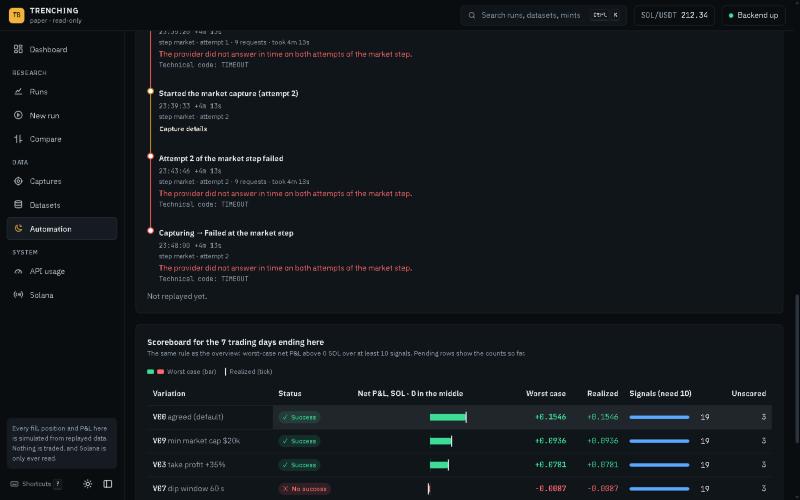 TB
TRENCHING
paper · read-only
Search runs, datasets, mints Ctrl K
SOL/USDT 212.34
Backend up
Dashboard
RESEARCH
Runs
New run
Compare
DATA
Captures
Datasets
Automation
SYSTEM
API usage
Solana
Every fill, position and P&L here
is simulated from replayed data.
Nothing is traded, and Solana is
only ever read.
Shortcuts ?
step market · attempt 1 · 9 requests · took 4m 13s
The provider did not answer in time on both attempts of the market step.
Technical code: TIMEOUT
Started the market capture (attempt 2)
23:39:33 +4m 13s
step market · attempt 2
Capture details
Attempt 2 of the market step failed
23:43:46 +4m 13s
step market · attempt 2 · 9 requests · took 4m 13s
The provider did not answer in time on both attempts of the market step.
Technical code: TIMEOUT
Capturing → Failed at the market step
23:48:00 +4m 13s
step market · attempt 2
The provider did not answer in time on both attempts of the market step.
Technical code: TIMEOUT
Not replayed yet.
Scoreboard for the 7 trading days ending here
The same rule as the overview: worst-case net P&L above 0 SOL over at least 10 signals. Pending rows show the counts so far.
Worst case (bar) Realized (tick)
Variation Status Net P&L, SOL · 0 in the middle Worst case Realized Signals (need 10) Unscored
V00 agreed (default) ✓ Success +0.1546 +0.1546 19 3
V09 min market cap $20k ✓ Success +0.0936 +0.0936 19 3
V03 take profit +35% ✓ Success +0.0781 +0.0781 19 3
V07 dip window 60 s × No success -0.0087 -0.0087 19 3